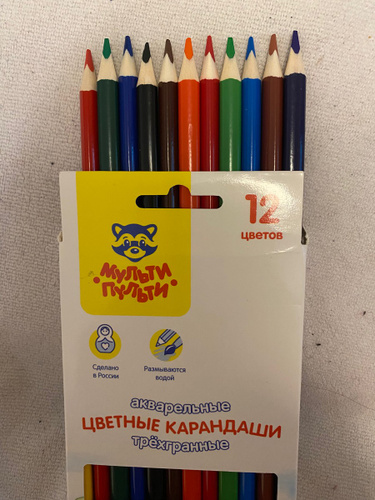 12
цветов
МУЛЬТИ
ПУЛЬТИ
Сделано
в России
Размываются
водой
акварельные
ЦВЕТНЫЕ КАРАНДАШИ
трёхгранные